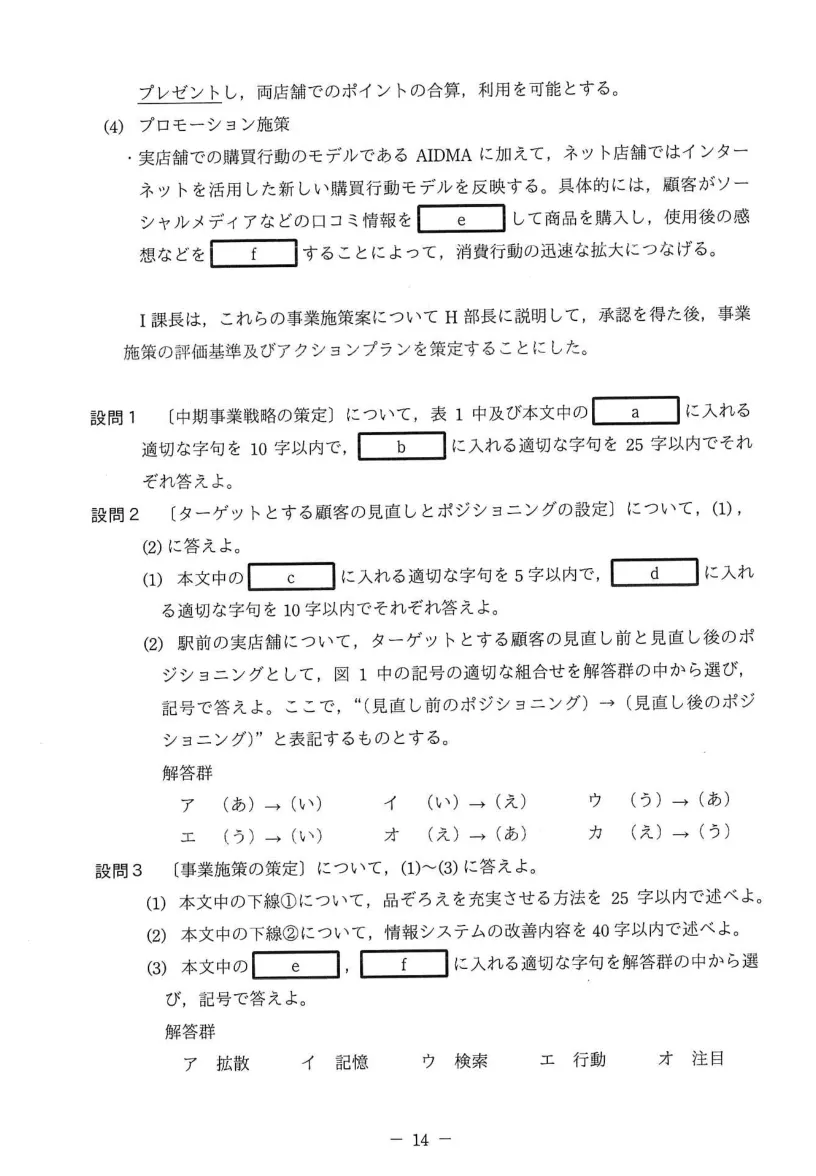 プレゼントし，両店舗でのポイントの合算，利用を可能とする。
(4) プロモーション施策
・実店舗での購買行動のモデルである AIDMA に加えて，ネット店舗ではインター
ネットを活用した新しい購買行動モデルを反映する。具体的には，顧客がソー
シャルメディアなどの口コミ情報を e して商品を購入し，使用後の感
想などを f することによって，消費行動の迅速な拡大につなげる。
I 課長は，これらの事業施策案について H 部長に説明して，承認を得た後，事業
施策の評価基準及びアクションプランを策定することにした。
設問1 〔中期事業戦略の策定〕について，表 1 中及び本文中の a に入れる
適切な字句を 10 字以内で， b に入れる適切な字句を 25 字以内でそれ
ぞれ答えよ。
設問2 〔ターゲットとする顧客の見直しとポジショニングの設定〕について，(1)，
(2) に答えよ。
(1) 本文中の c に入れる適切な字句を 5 字以内で， d に入れ
る適切な字句を 10 字以内でそれぞれ答えよ。
(2) 駅前の実店舗について，ターゲットとする顧客の見直し前と見直し後のポ
ジショニングとして，図 1 中の記号の適切な組合せを解答群の中から選び，
記号で答えよ。ここで，“（見直し前のポジショニング）→（見直し後のポジ
ショニング）”と表記するものとする。
解答群
ア （あ）→（い） イ （い）→（え） ウ （う）→（あ）
エ （う）→（い） オ （え）→（あ） カ （え）→（う）
設問3 〔事業施策の策定〕について，(1)～(3) に答えよ。
(1) 本文中の下線①について，品ぞろえを充実させる方法を 25 字以内で述べよ。
(2) 本文中の下線②について，情報システムの改善内容を 40 字以内で述べよ。
(3) 本文中の e ， f に入れる適切な字句を解答群の中から選
び，記号で答えよ。
解答群
ア 拡散 イ 記憶 ウ 検索 エ 行動 オ 注目
－ 14 －